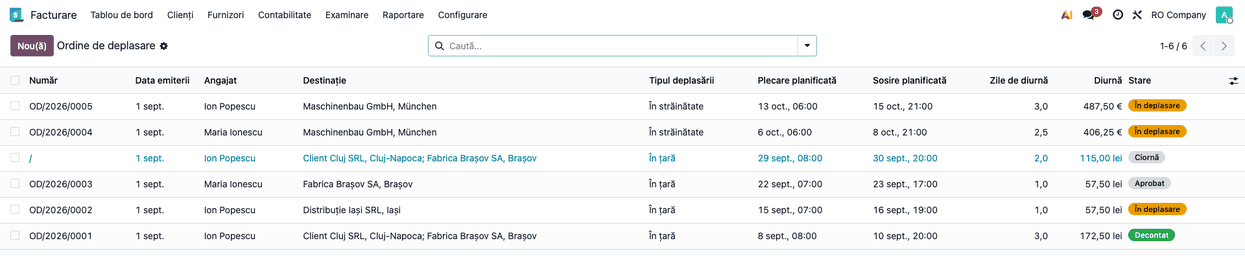 Facturare Tablou de bord Clienți Furnizori Contabilitate Examinare Raportare Configurare AI 3 RO Company A
Nou(ă) Ordine de deplasare Caută... 1-6 / 6
Număr Data emiterii Angajat Destinație Tipul deplasării Plecare planificată Sosire planificată Zile de diurnă Diurnă Stare
OD/2026/0005 1 sept. Ion Popescu Maschinenbau GmbH, München În străinătate 13 oct., 06:00 15 oct., 21:00 3,0 487,50 € În deplasare
OD/2026/0004 1 sept. Maria Ionescu Maschinenbau GmbH, München În străinătate 6 oct., 06:00 8 oct., 21:00 2,5 406,25 € În deplasare
/ 1 sept. Ion Popescu Client Cluj SRL, Cluj-Napoca; Fabrica Brașov SA, Brașov În țară 29 sept., 08:00 30 sept., 20:00 2,0 115,00 lei Ciornă
OD/2026/0003 1 sept. Maria Ionescu Fabrica Brașov SA, Brașov În țară 22 sept., 07:00 23 sept., 17:00 1,0 57,50 lei Aprobat
OD/2026/0002 1 sept. Ion Popescu Distribuție Iași SRL, Iași În țară 15 sept., 07:00 16 sept., 19:00 1,0 57,50 lei În deplasare
OD/2026/0001 1 sept. Ion Popescu Client Cluj SRL, Cluj-Napoca; Fabrica Brașov SA, Brașov În țară 8 sept., 08:00 10 sept., 20:00 3,0 172,50 lei Decontat